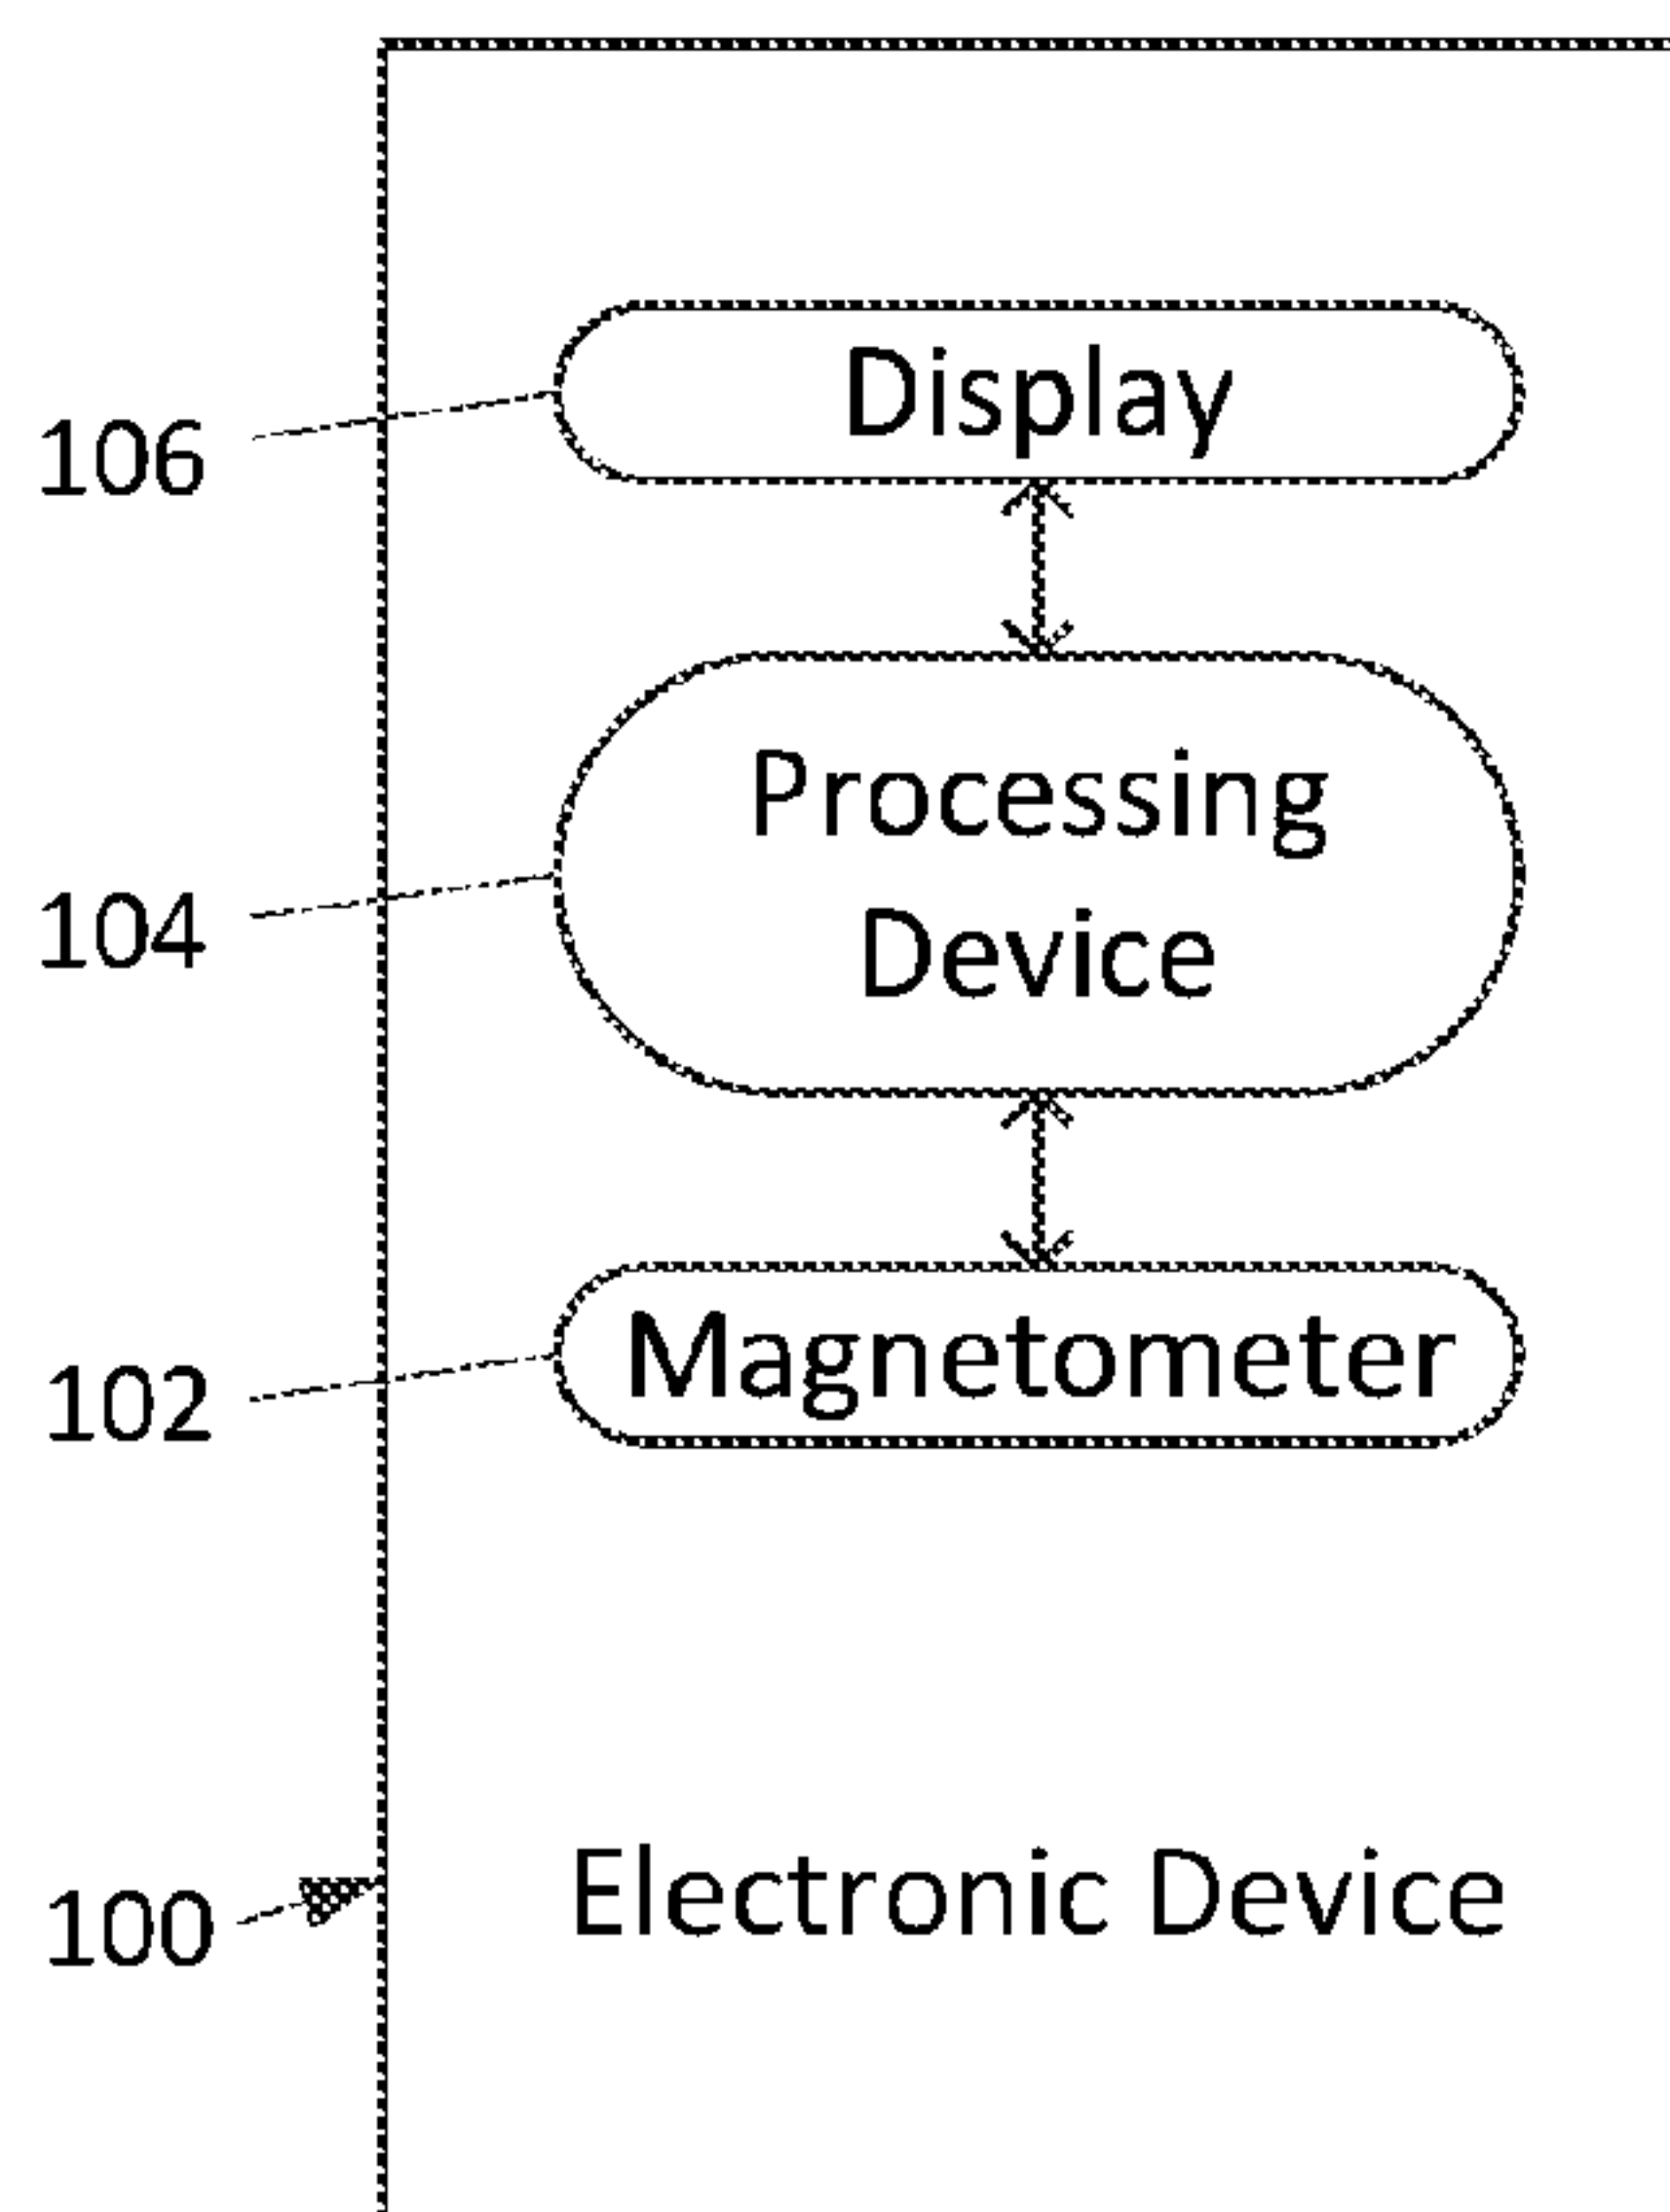 Display
106
Processing
104
Device
Magnetometer
102
Electronic Device
100